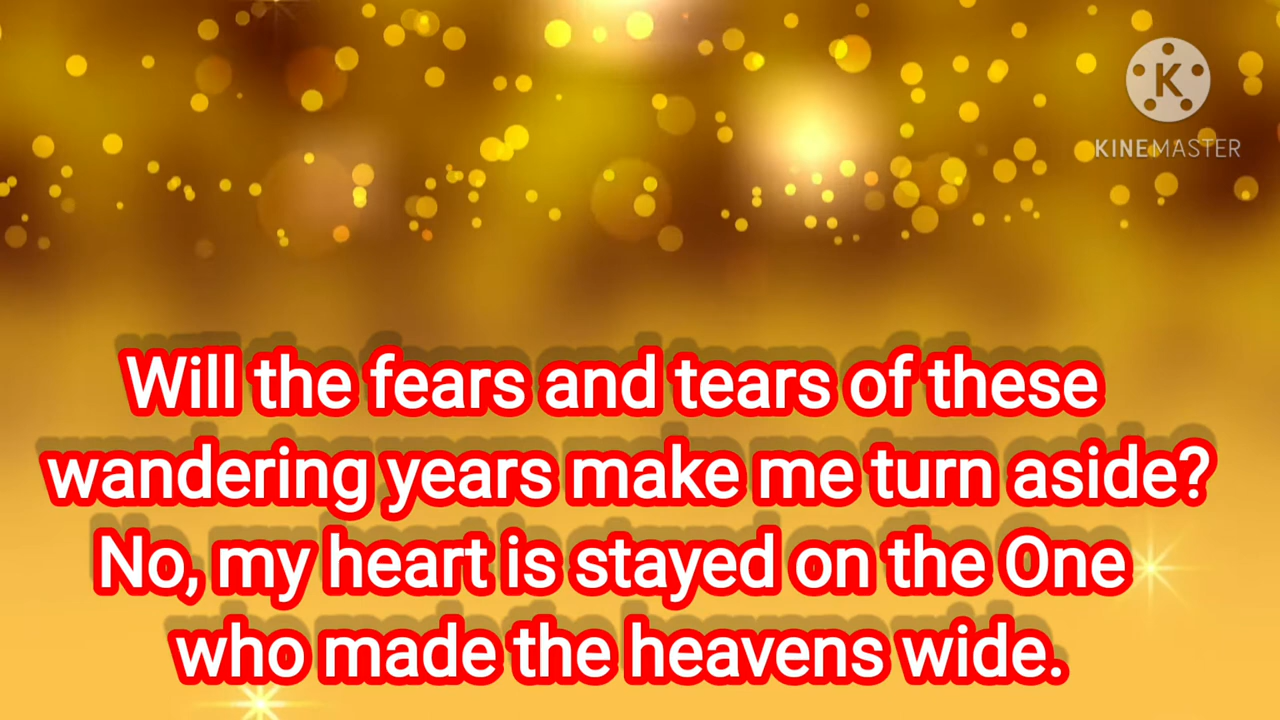 K
KINEMASTER
Will the fears and tears of these
wandering years make me turn aside?
No, my heart is stayed on the One
who made the heavens wide.